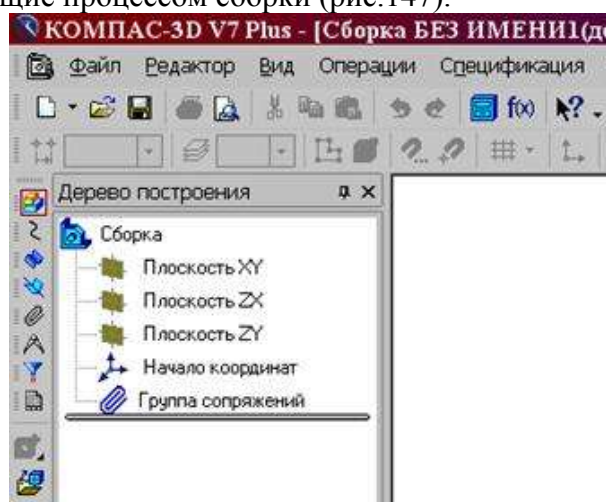 щие процессом сборки (рис.147).
КОМПАС-3D V7 Plus - [Сборка БЕЗ ИМЕНИ1(де
Файл Редактор Вид Операции Спецификация
f(x)
Дерево построения
Сборка
Плоскость XY
Плоскость ZX
Плоскость ZY
Начало координат
Группа сопряжений